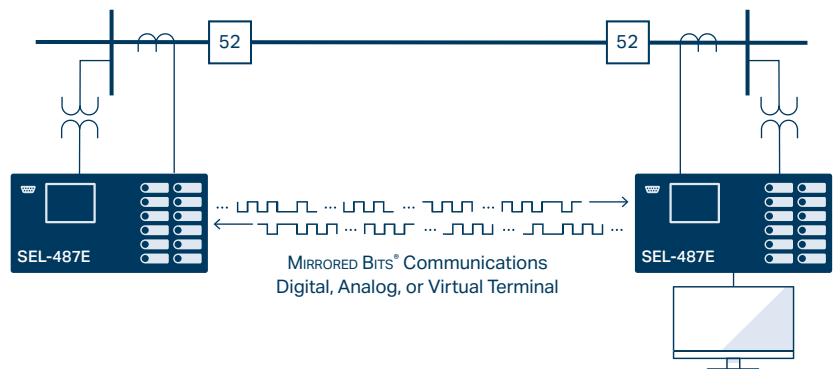 52
52
SEL-487E
SEL-487E
MIRRORED BITS® Communications
Digital, Analog, or Virtual Terminal